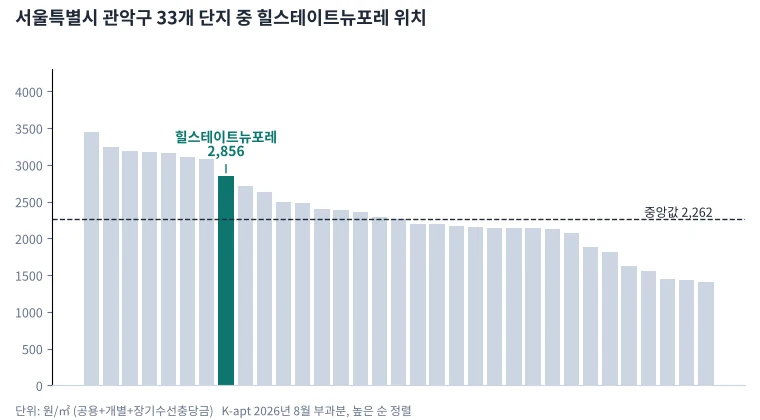 서울특별시 관악구 33개 단지 중 힐스테이트뉴포레 위치
4000
3500
3000
2500
2000
1500
1000
500
0
힐스테이트뉴포레
2,856
중앙값 2,262
단위: 원/㎡ (공용+개별+장기수선충당금) K-apt 2026년 8월 부과분, 높은 순 정렬